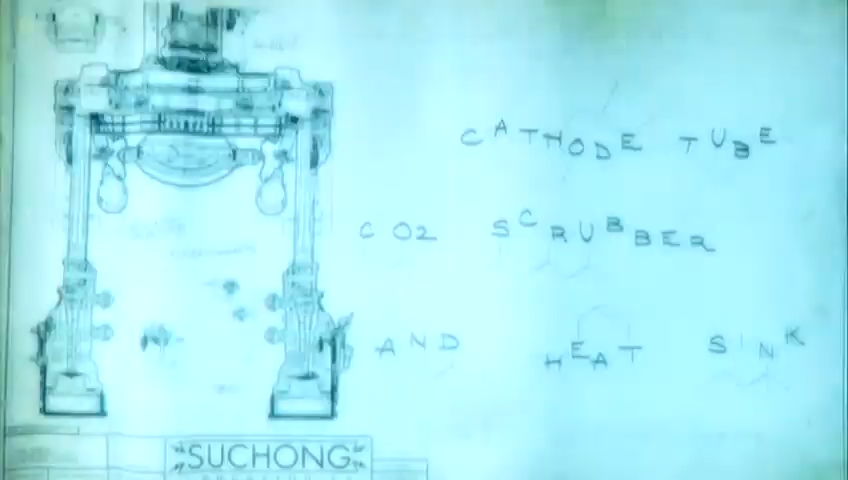 CATHODE TUBE
CO2 SCRUBBER
AND HEAT SINK
SUCHONG